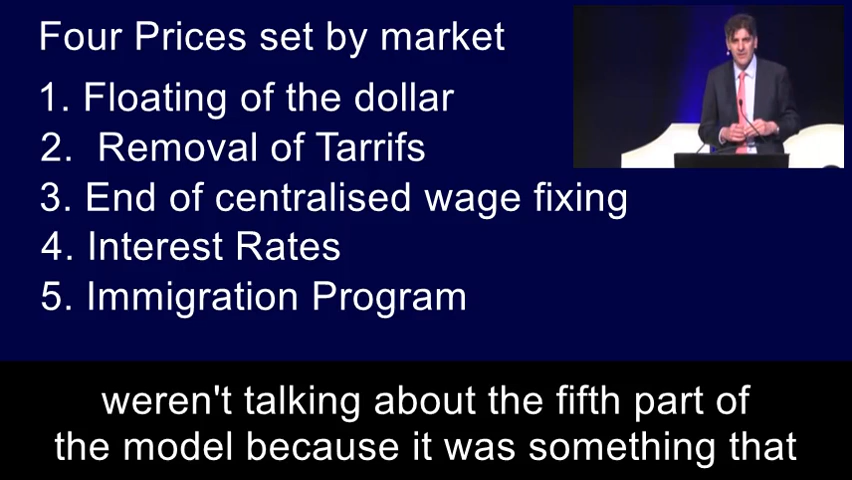 Four Prices set by market
1. Floating of the dollar
2. Removal of Tarrifs
3. End of centralised wage fixing
4. Interest Rates
5. Immigration Program
weren't talking about the fifth part of
the model because it was something that